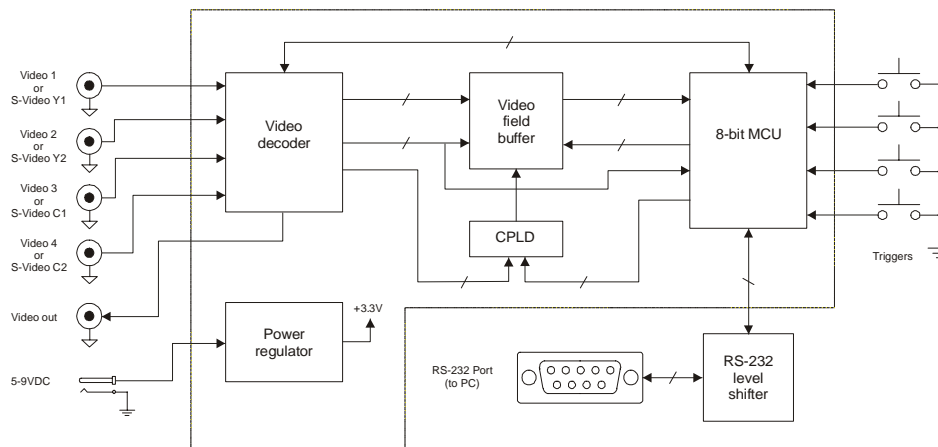 Video 1
or
S-Video Y1
Video 2
or
S-Video Y2
Video 3
or
S-Video C1
Video 4
or
S-Video C2
Video out
5-9VDC
Video
decoder
Video
field
buffer
8-bit MCU
CPLD
Triggers
Power
regulator
+3.3V
RS-232 Port
(to PC)
RS-232
level
shifter